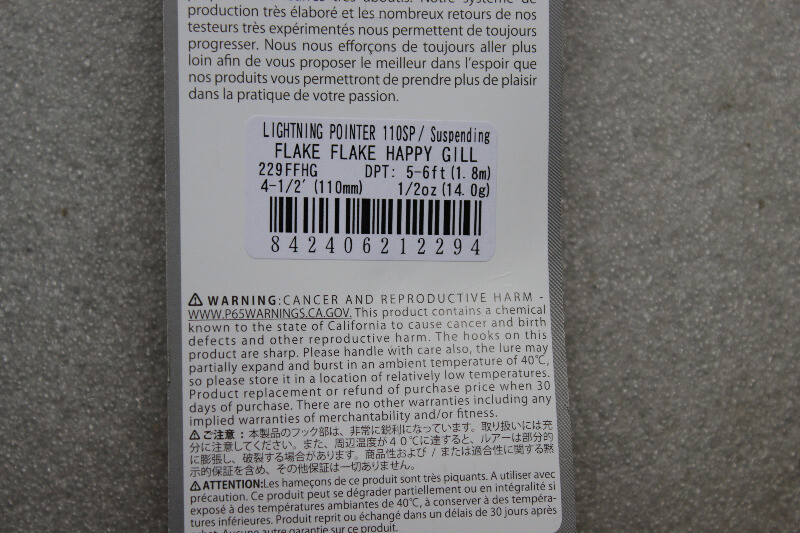 production très élaboré et les nombreux retours de nos
testeurs très expérimentés nous permettent de toujours
progresser. Nous nous efforçons de toujours aller plus
loin afin de vous proposer le meilleur dans l'espoir que
nos produits vous permettront de prendre plus de plaisir
dans la pratique de votre passion.
LIGHTNING POINTER 110SP/ Suspending
FLAKE FLAKE HAPPY GILL
229FFHG DPT: 5-6ft(1.8m)
4-1/2' (110mm) 1/2oz (14.0g)
842406212294
⚠ WARNING:CANCER AND REPRODUCTIVE HARM -
WWW.P65WARNINGS.CA.GOV. This product contains a chemical
known to the state of California to cause cancer and birth
defects and other reproductive harm. The hooks on this
product are sharp. Please handle with care also, the lure may
partially expand and burst in an ambient temperature of 40℃,
so please store it in a location of relatively low temperatures.
Product replacement or refund of purchase price when 30
days of purchase. There are no other warranties including any
implied warranties of merchantability and/or fitness.
⚠ご注意：本製品のフック部は、非常に鋭利になっています。取り扱いには充
分に注意してください。また、周辺温度が４０℃に達すると、ルアーは部分的
に膨張し、破裂する場合があります。商品性および / または適合性に関する黙
示的保証を含め、その他保証は一切ありません。
⚠ATTENTION:Les hameçons de ce produit sont très piquants. A utiliser avec
précaution. Ce produit peut se dégrader partiellement ou en intégralité si
exposé à des températures ambiantes de 40℃, à conserver à des tempéra-
tures inférieures. Produit reprit ou échangé dans un délais de 30 jours après
achat. Aucune autre garantie sur ce produit.